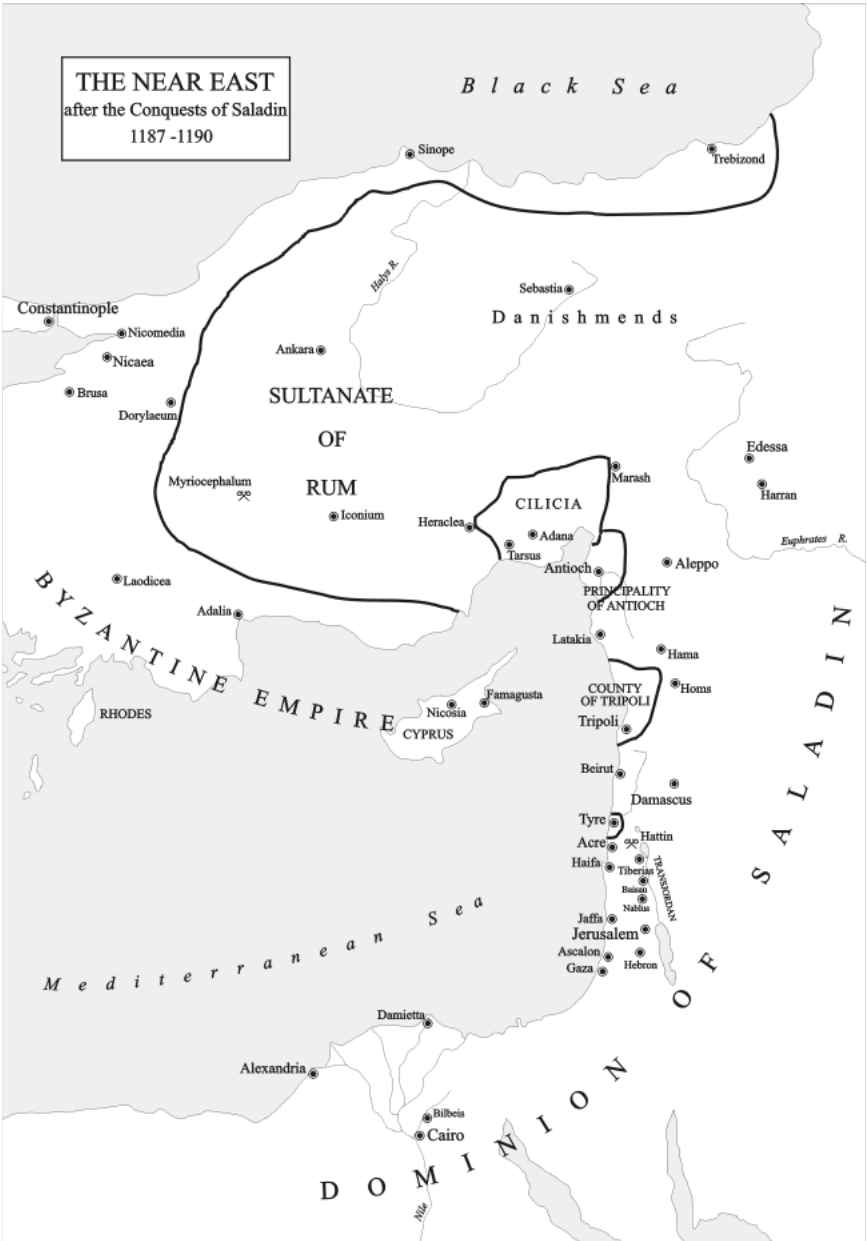 THE NEAR EAST
after the Conquests of Saladin
1187 -1190
Black Sea
Sinope
Trebizond
Halys R.
Sebastia
Danishmends
Constantinople
Nicomedia
Nicaea
Brusa
Dorylaeum
Ankara
SULTANATE
OF
RUM
Myriocephalum
Iconium
Heraclea
CILICIA
Adana
Tarsus
Marash
Edessa
Harran
Euphrates R.
Antioch
Aleppo
PRINCIPALITY
OF ANTIOCH
Laodicea
Adalia
BYZANTINE EMPIRE
RHODES
Latakia
Hama
Homs
COUNTY
OF TRIPOLI
Tripoli
Famagusta
Nicosia
CYPRUS
Beirut
Damascus
Tyre
Hattin
Acre
Haifa
Tiberias
Baisan
Nablus
TRANSJORDAN
Jaffa
Jerusalem
Ascalon
Gaza
Hebron
Mediterranean Sea
Damietta
Alexandria
Bilbeis
Cairo
Nile
DOMINION OF SALADIN